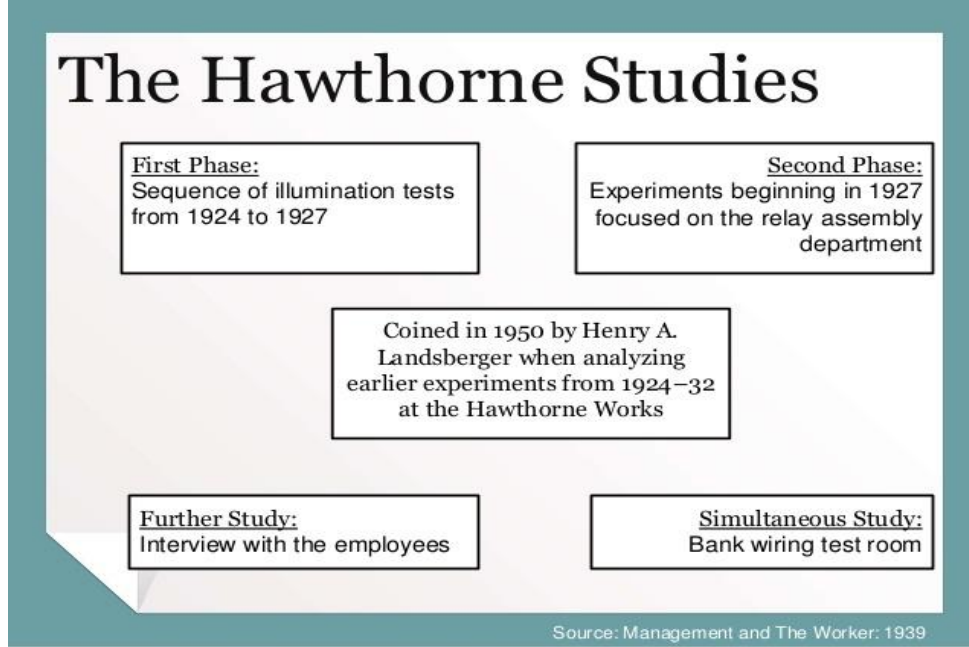 The Hawthorne Studies
First Phase:
Sequence of illumination tests
from 1924 to 1927
Second Phase:
Experiments beginning in 1927
focused on the relay assembly
department
Coined in 1950 by Henry A.
Landsberger when analyzing
earlier experiments from 1924–32
at the Hawthorne Works
Further Study:
Interview with the employees
Simultaneous Study:
Bank wiring test room
Source: Management and The Worker: 1939